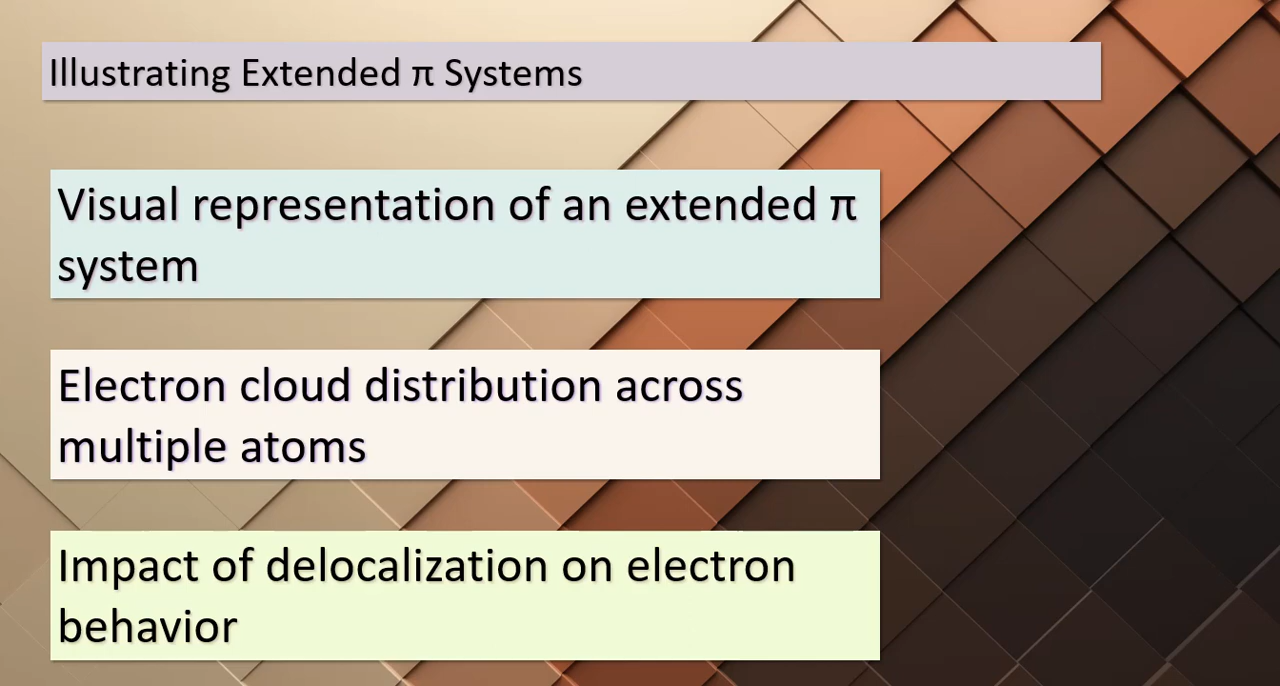 Illustrating Extended π Systems
Visual representation of an extended π
system
Electron cloud distribution across
multiple atoms
Impact of delocalization on electron
behavior